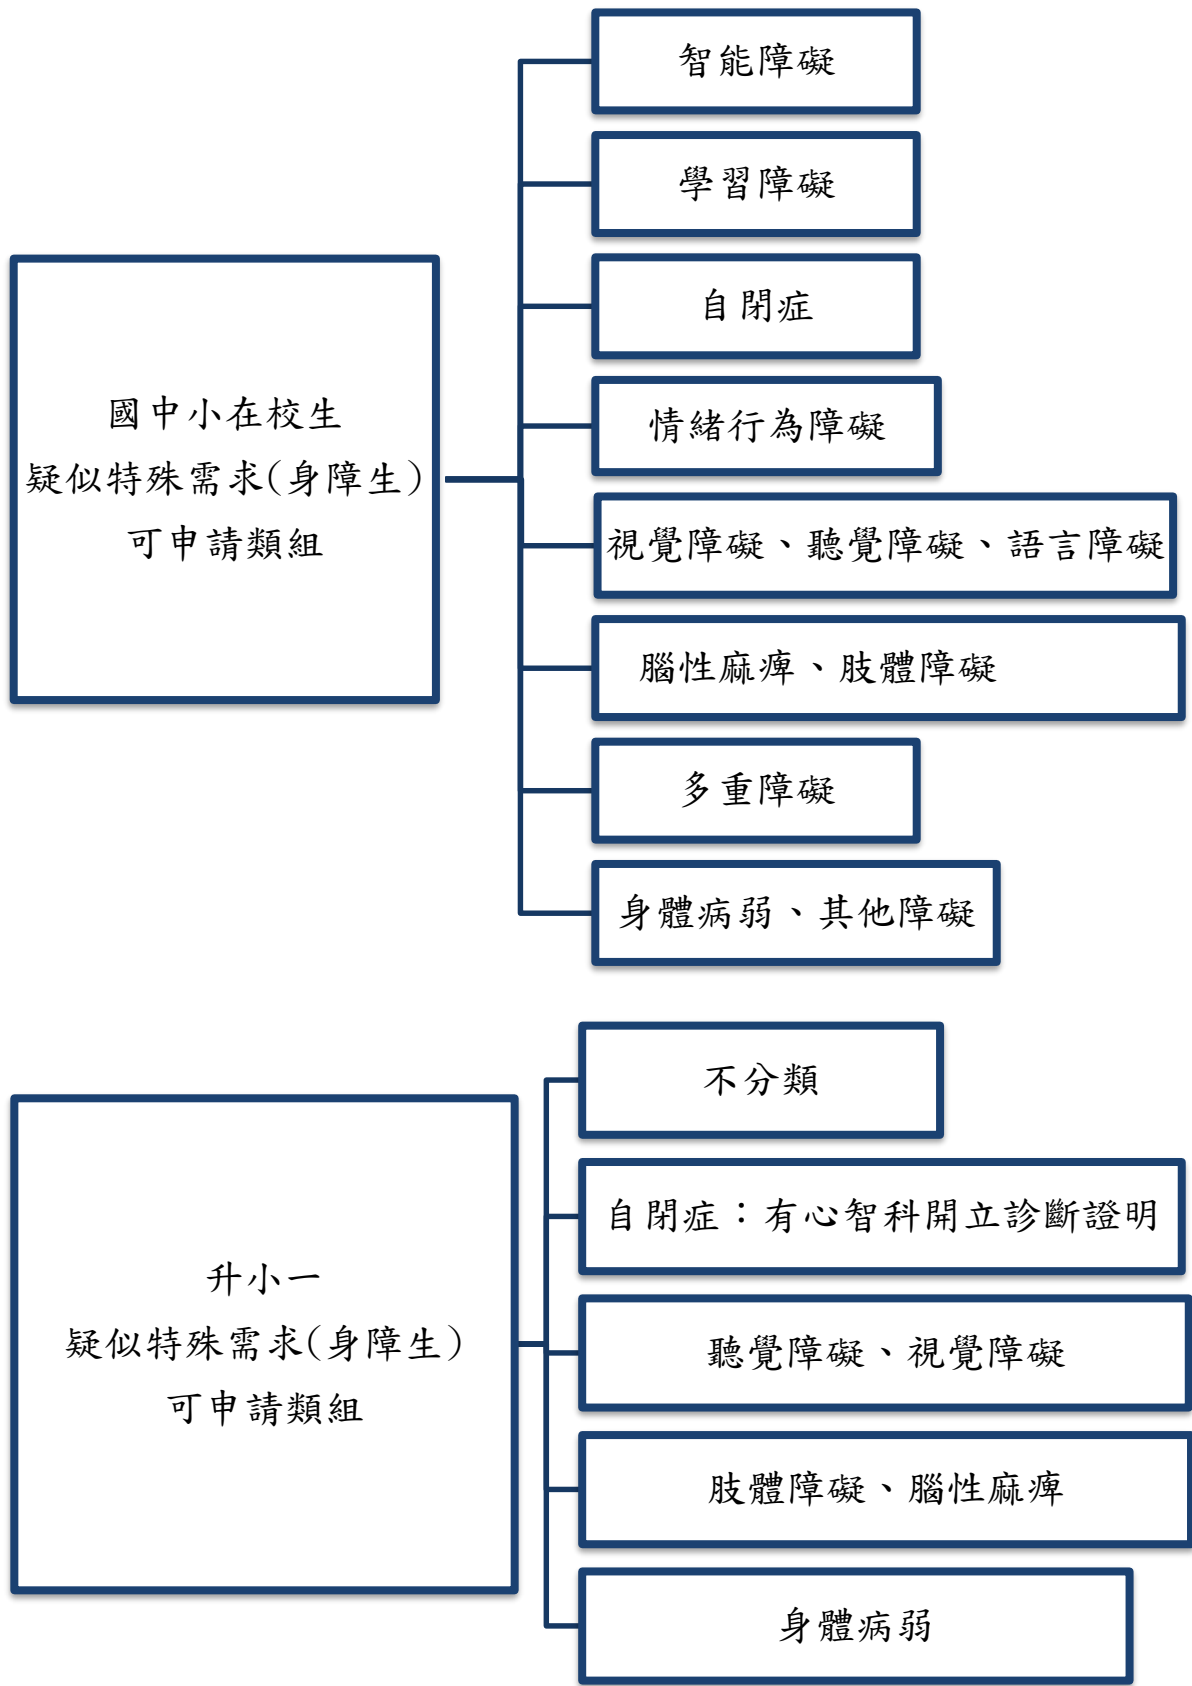 國中小在校生
疑似特殊需求(身障生)
可申請類組
智能障礙
學習障礙
自閉症
情緒行為障礙
視覺障礙、聽覺障礙、語言障礙
腦性麻痺、肢體障礙
多重障礙
身體病弱、其他障礙
升小一
疑似特殊需求(身障生)
可申請類組
不分類
自閉症：有心智科開立診斷證明
聽覺障礙、視覺障礙
肢體障礙、腦性麻痺
身體病弱